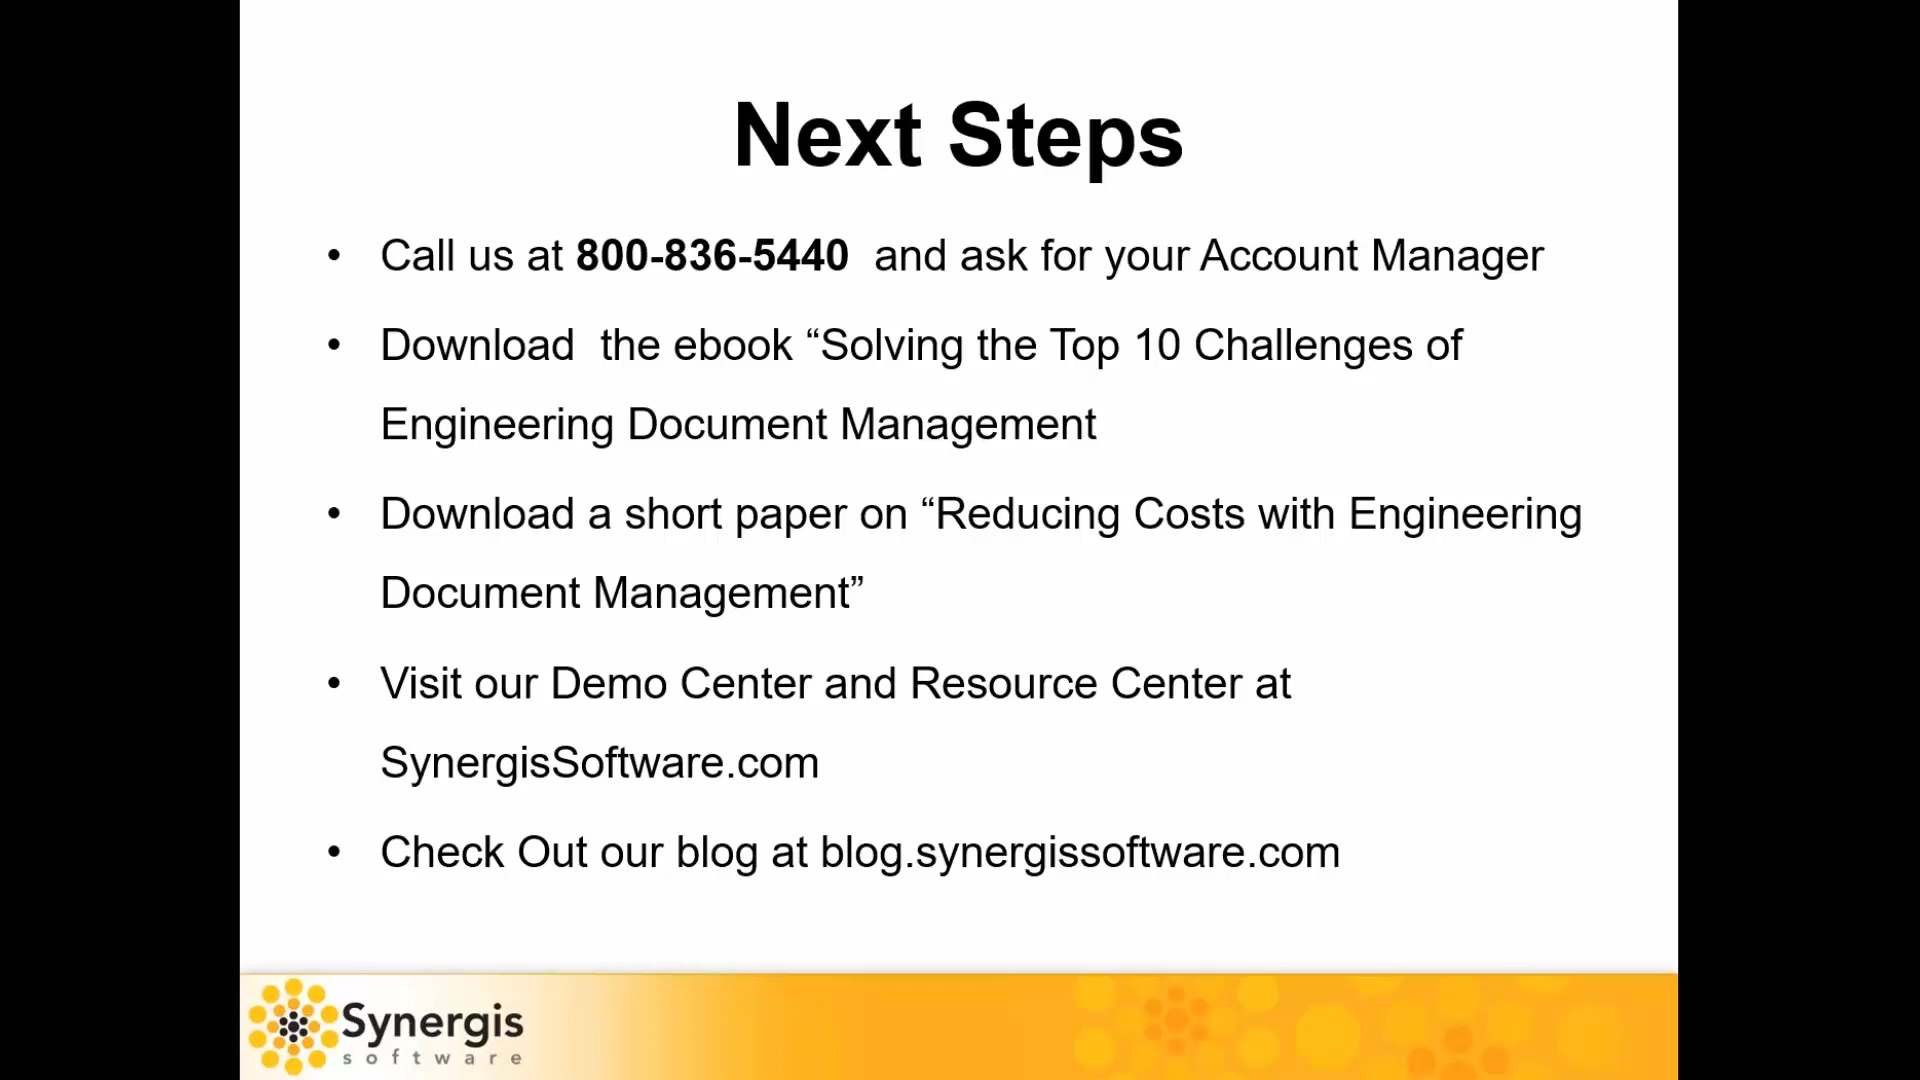 Next Steps
• Call us at 800-836-5440  and ask for your Account Manager
• Download  the ebook “Solving the Top 10 Challenges of
Engineering Document Management
• Download a short paper on “Reducing Costs with Engineering
Document Management”
• Visit our Demo Center and Resource Center at
SynergisSoftware.com
• Check Out our blog at blog.synergissoftware.com
Synergis
software